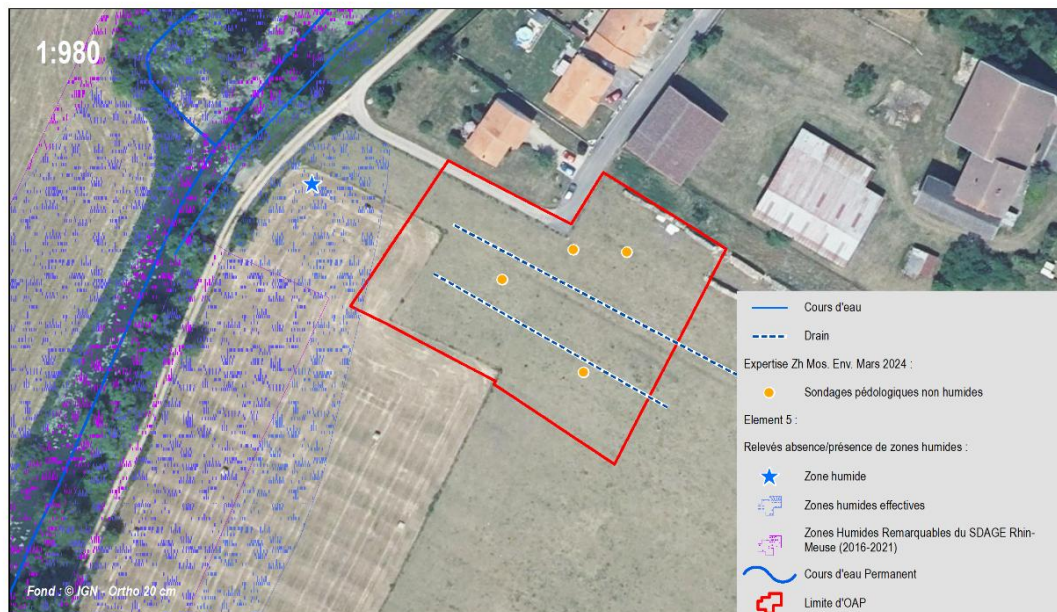 1:980
Cours d'eau
Drain
Expertise Zh Mos. Env. Mars 2024 :
Sondages pédologiques non humides
Element 5 :
Relevés absence/présence de zones humides :
Zone humide
Zones humides effectives
Zones Humides Remarquables du SDAGE Rhin-
Meuse (2016-2021)
Cours d'eau Permanent
Limite d'OAP
Fond : © IGN - Ortho 20 cm